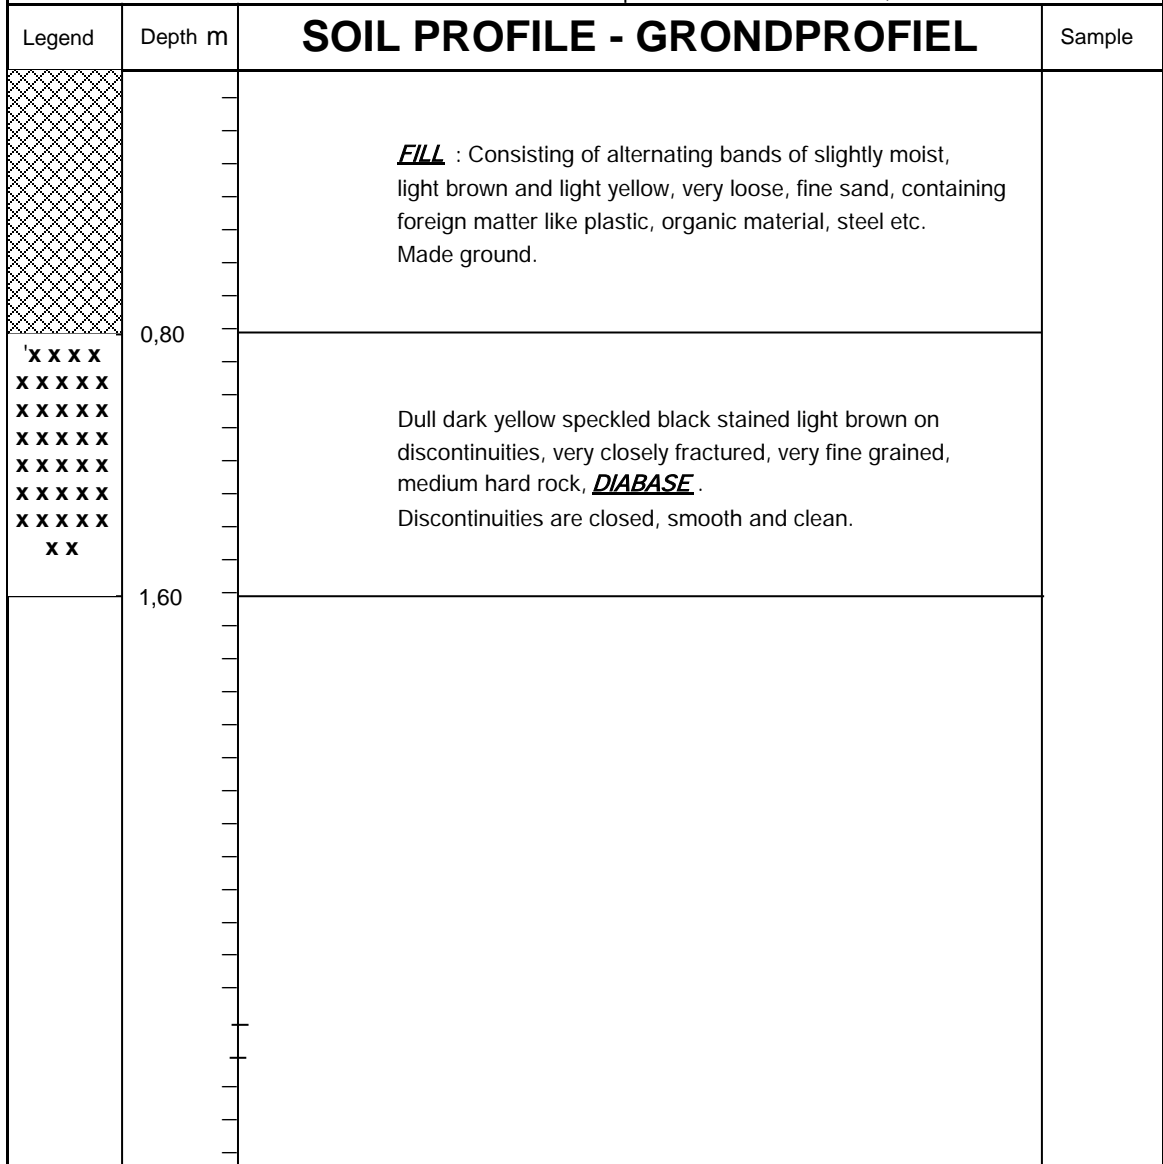 Legend Depth m SOIL PROFILE - GRONDPROFIEL Sample
FILL : Consisting of alternating bands of slightly moist,
light brown and light yellow, very loose, fine sand, containing
foreign matter like plastic, organic material, steel etc.
Made ground.
0,80
'x x x x
x x x x x
x x x x x
x x x x x
x x x x x
x x x x x
x x x x x
x x
Dull dark yellow speckled black stained light brown on
discontinuities, very closely fractured, very fine grained,
medium hard rock, DIABASE .
Discontinuities are closed, smooth and clean.
1,60